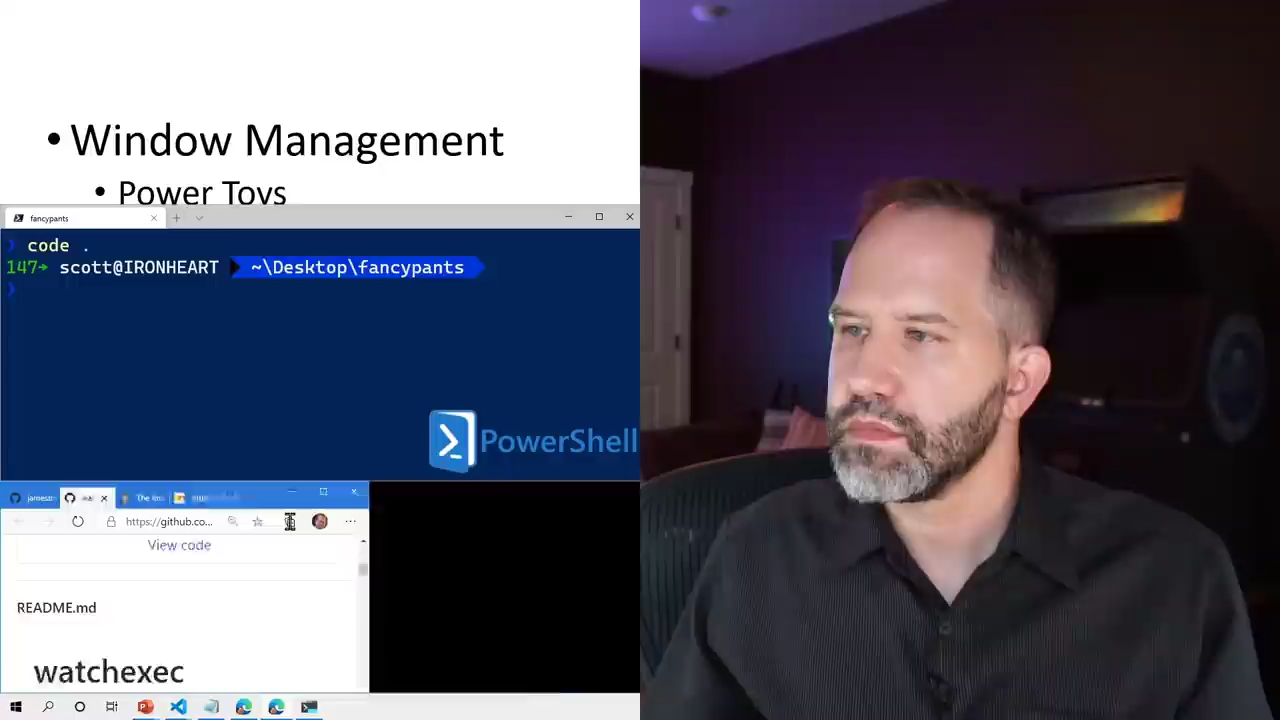 • Window Management
• Power Toys
fancypants
❯ code .
147→ scott@IRONHEART ~\Desktop\fancypants
❯
PowerShell
https://github.co...
View code
README.md
watchexec